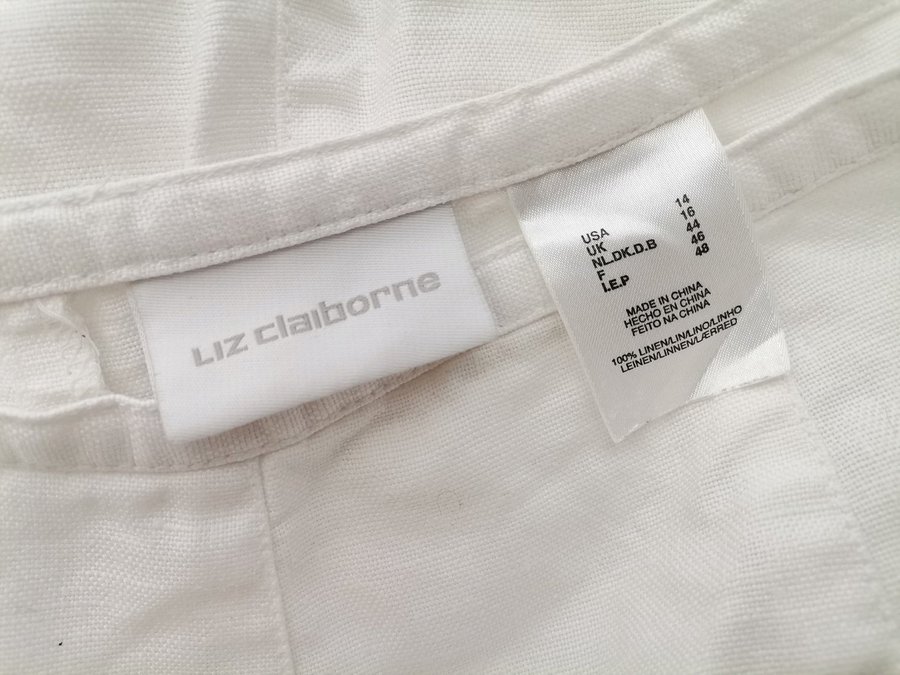 LIZ claiborne
USA 14
UK 16
NL.DK.D.B 44
F 46
I.E.P 48
MADE IN CHINA
HECHO EN CHINA
FEITO NA CHINA
100% LINEN/LIN/LINO/LINHO
LEINEN/LINNEN/LÆRRED